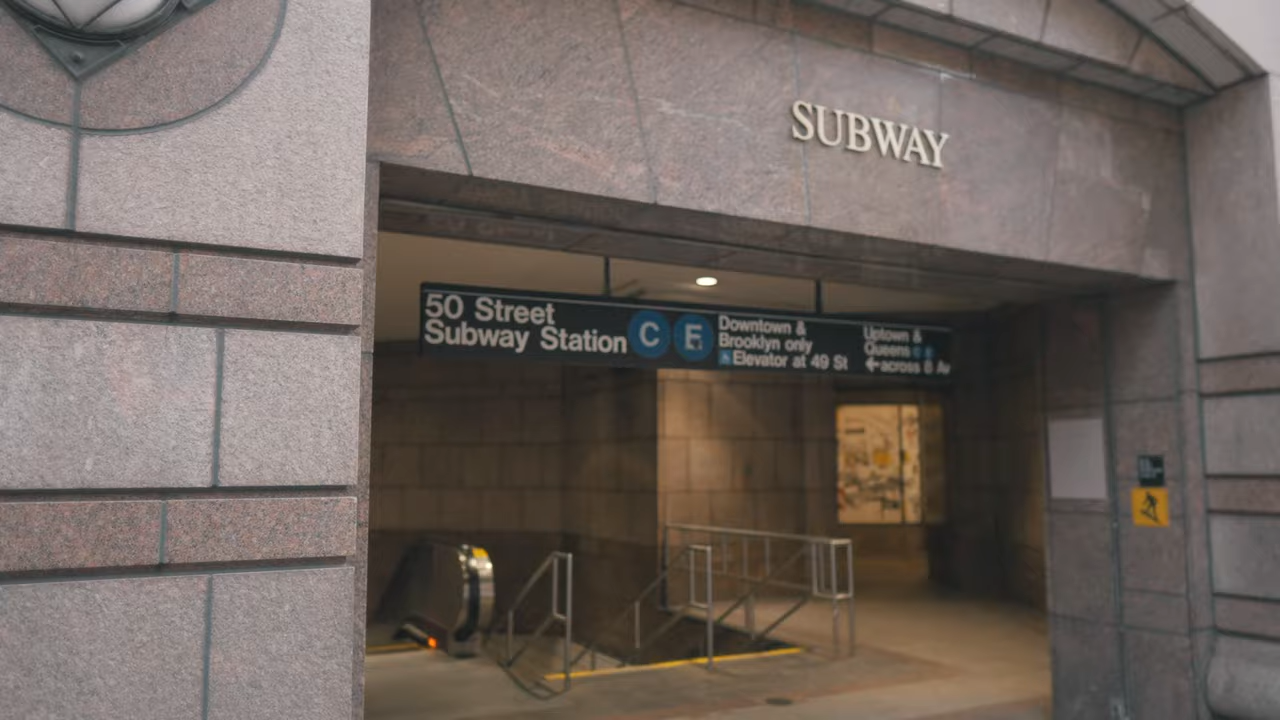 SUBWAY
50 Street
Subway Station C E
Downtown &
Brooklyn only
Elevator at 49 St
Uptown &
Queens
across 8 Av